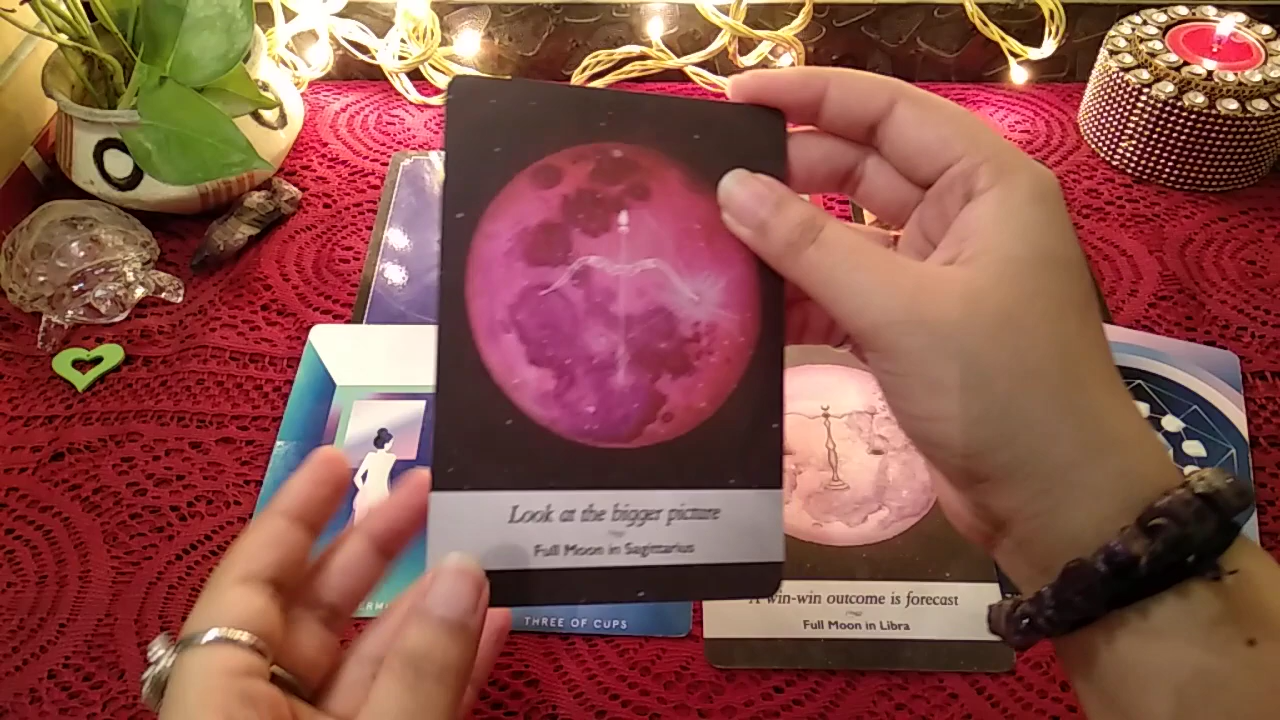 Look at the bigger picture
Full Moon in Sagittarius
THREE OF CUPS
A win-win outcome is forecast
Full Moon in Libra